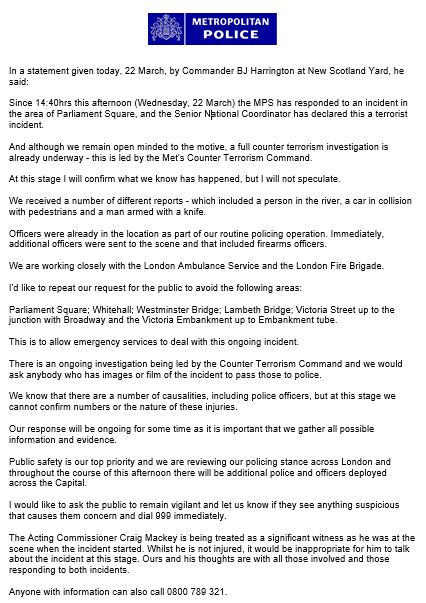 METROPOLITAN
POLICE
In a statement given today, 22 March, by Commander BJ Harrington at New Scotland Yard, he
said:
Since 14:40hrs this afternoon (Wednesday, 22 March) the MPS has responded to an incident in
the area of Parliament Square, and the Senior National Coordinator has declared this a terrorist
incident.
And although we remain open minded to the motive, a full counter terrorism investigation is
already underway - this is led by the Met's Counter Terrorism Command.
At this stage I will confirm what we know has happened, but I will not speculate.
We received a number of different reports - which included a person in the river, a car in collision
with pedestrians and a man armed with a knife.
Officers were already in the location as part of our routine policing operation. Immediately,
additional officers were sent to the scene and that included firearms officers.
We are working closely with the London Ambulance Service and the London Fire Brigade.
I'd like to repeat our request for the public to avoid the following areas:
Parliament Square; Whitehall; Westminster Bridge; Lambeth Bridge; Victoria Street up to the
junction with Broadway and the Victoria Embankment up to Embankment tube.
This is to allow emergency services to deal with this ongoing incident.
There is an ongoing investigation being led by the Counter Terrorism Command and we would
ask anybody who has images or film of the incident to pass those to police.
We know that there are a number of causalities, including police officers, but at this stage we
cannot confirm numbers or the nature of these injuries.
Our response will be ongoing for some time as it is important that we gather all possible
information and evidence.
Public safety is our top priority and we are reviewing our policing stance across London and
throughout the course of this afternoon there will be additional police and officers deployed
across the Capital.
I would like to ask the public to remain vigilant and let us know if they see anything suspicious
that causes them concern and dial 999 immediately.
The Acting Commissioner Craig Mackey is being treated as a significant witness as he was at the
scene when the incident started. Whilst he is not injured, it would be inappropriate for him to talk
about the incident at this stage. Ours and his thoughts are with all those involved and those
responding to both incidents.
Anyone with information can also call 0800 789 321.